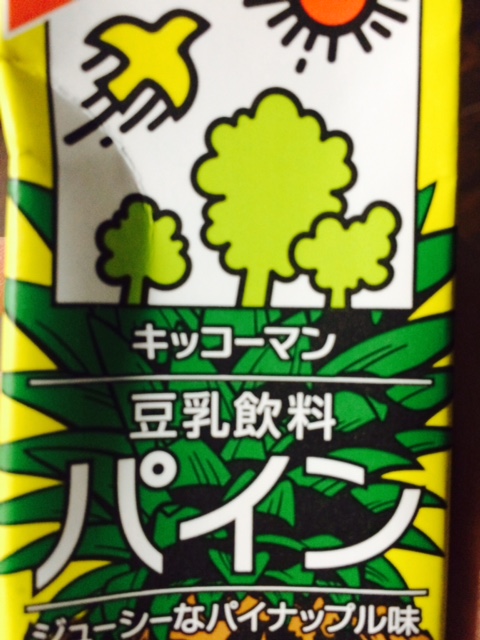 キッコーマン
豆乳飲料
パイン
ジューシーなパイナップル味